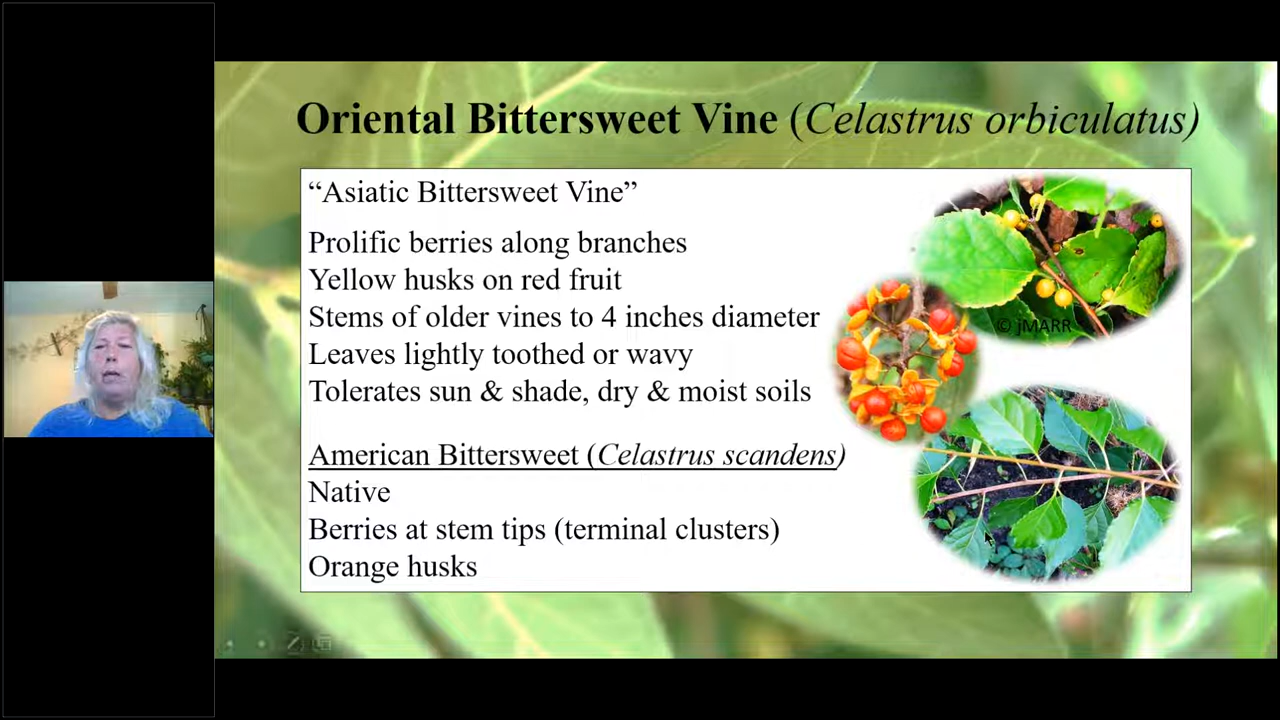 Oriental Bittersweet Vine (Celastrus orbiculatus)
“Asiatic Bittersweet Vine”
Prolific berries along branches
Yellow husks on red fruit
Stems of older vines to 4 inches diameter
Leaves lightly toothed or wavy
Tolerates sun & shade, dry & moist soils
© jMARR
American Bittersweet (Celastrus scandens)
Native
Berries at stem tips (terminal clusters)
Orange husks